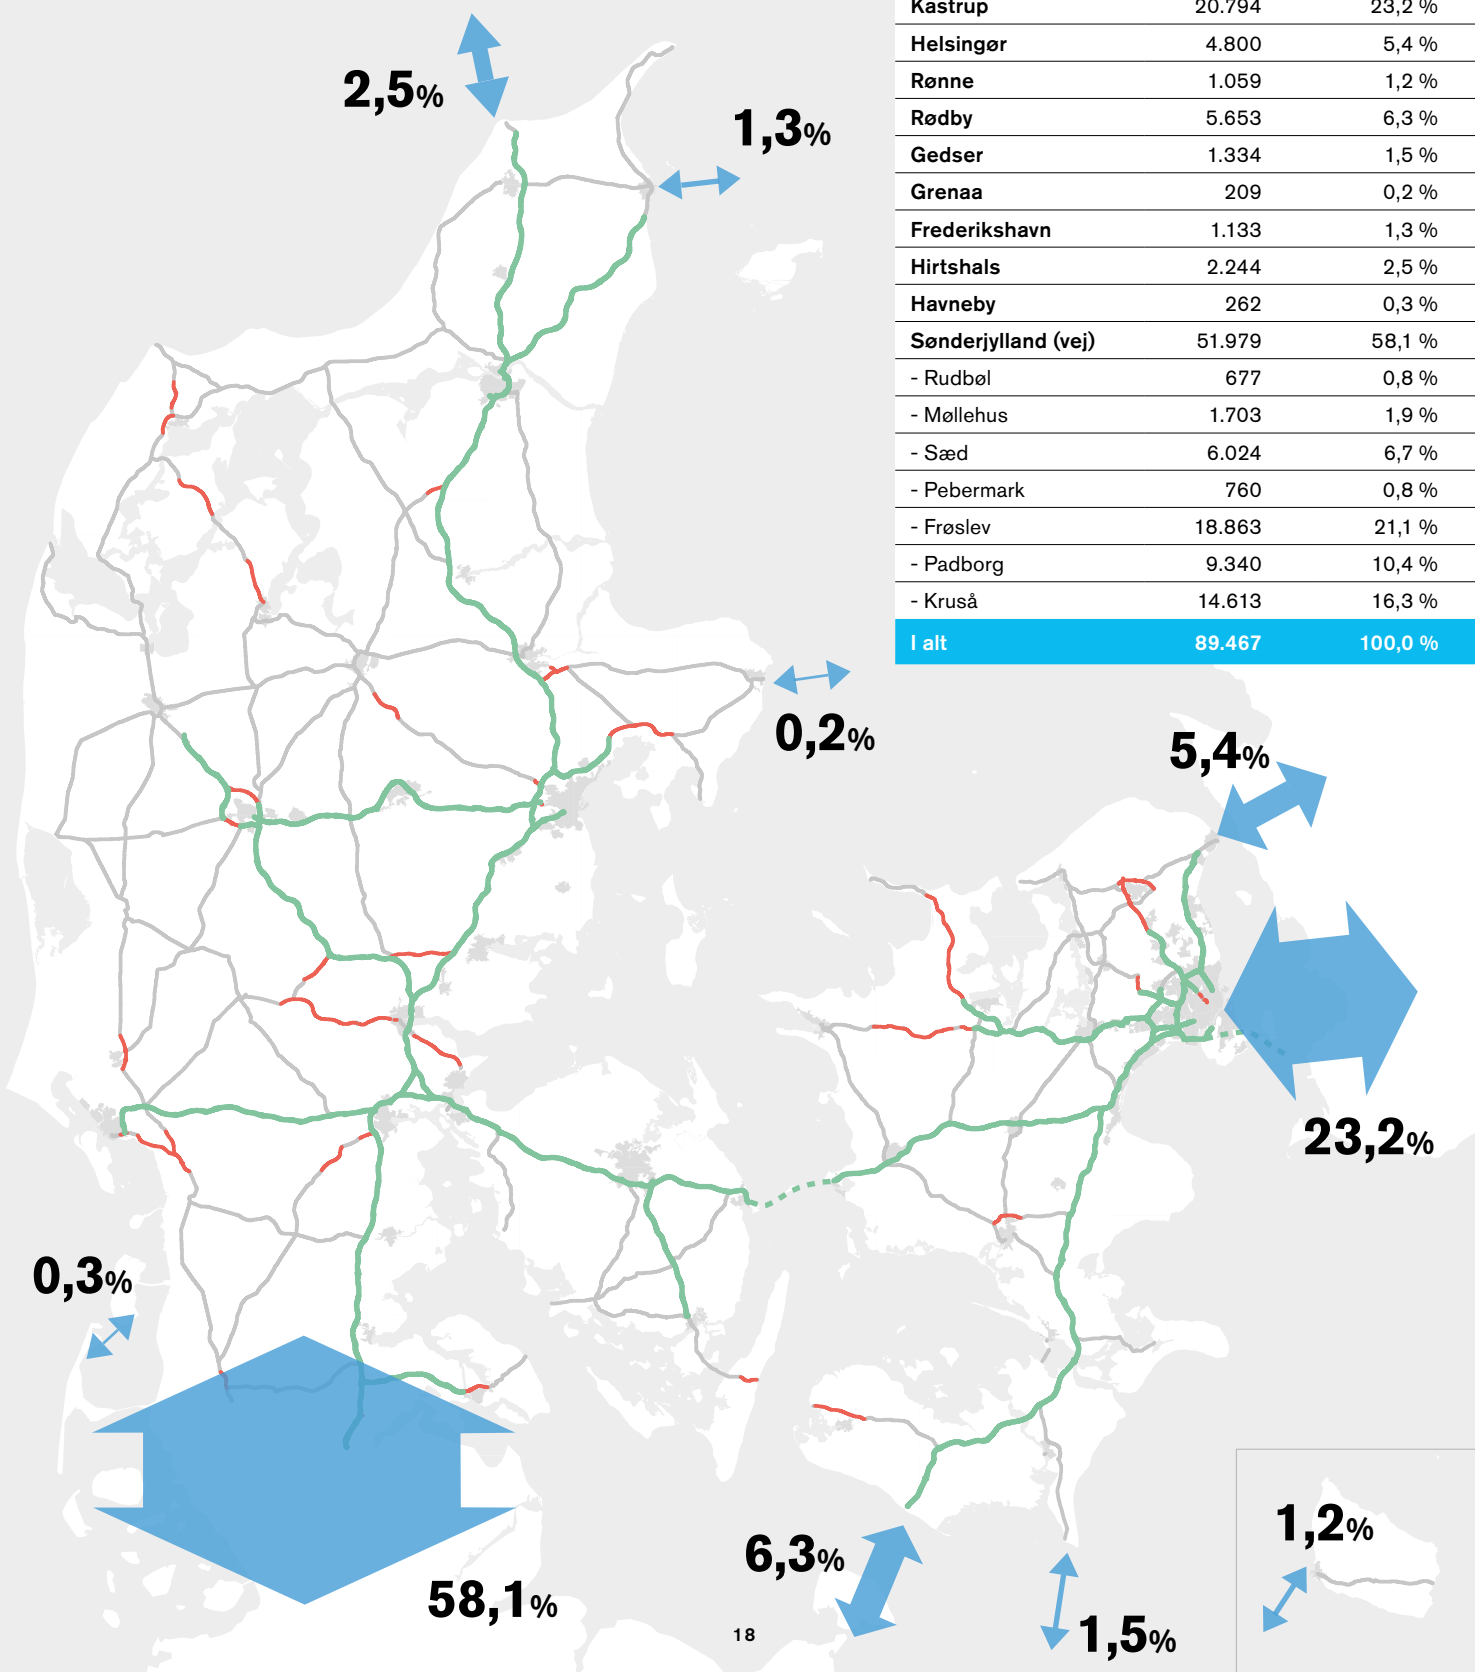 Kastrup 20.794 23,2 %
Helsingør 4.800 5,4 %
Rønne 1.059 1,2 %
Rødby 5.653 6,3 %
Gedser 1.334 1,5 %
Grenaa 209 0,2 %
Frederikshavn 1.133 1,3 %
Hirtshals 2.244 2,5 %
Havneby 262 0,3 %
Sønderjylland (vej) 51.979 58,1 %
- Rudbøl 677 0,8 %
- Møllehus 1.703 1,9 %
- Sæd 6.024 6,7 %
- Pebermark 760 0,8 %
- Frøslev 18.863 21,1 %
- Padborg 9.340 10,4 %
- Kruså 14.613 16,3 %
I alt 89.467 100,0 %
2,5%
1,3%
0,2%
5,4%
23,2%
0,3%
58,1%
6,3%
1,5%
1,2%
18